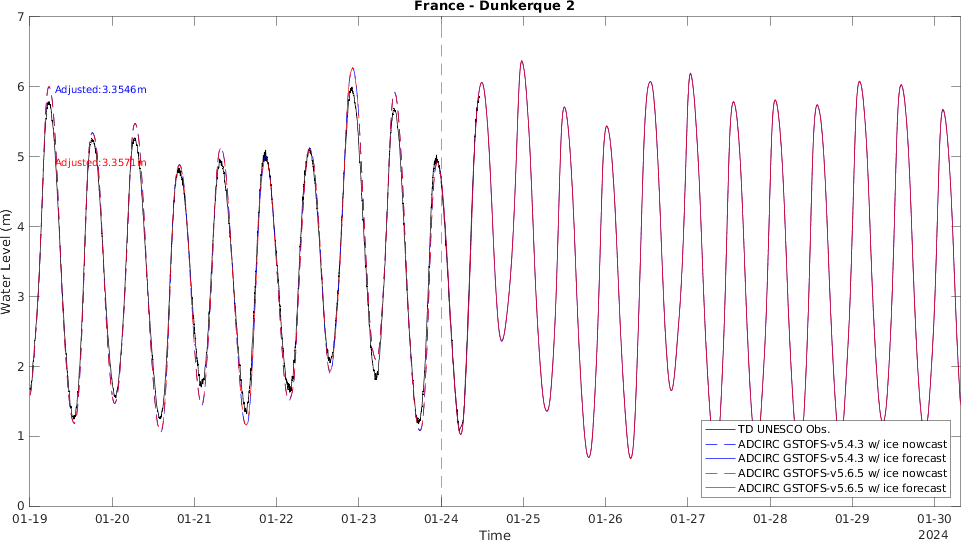 France - Dunkerque 2
7
6
5
4
3
2
1
0
Water Level (m)
Adjusted:3.3546m
Adjusted:3.3571m
TD UNESCO Obs.
ADCIRC GSTOFS-v5.4.3 w/ ice nowcast
ADCIRC GSTOFS-v5.4.3 w/ ice forecast
ADCIRC GSTOFS-v5.6.5 w/ ice nowcast
ADCIRC GSTOFS-v5.6.5 w/ ice forecast
01-19 01-20 01-21 01-22 01-23 01-24 01-25 01-26 01-27 01-28 01-29 01-30
Time
2024